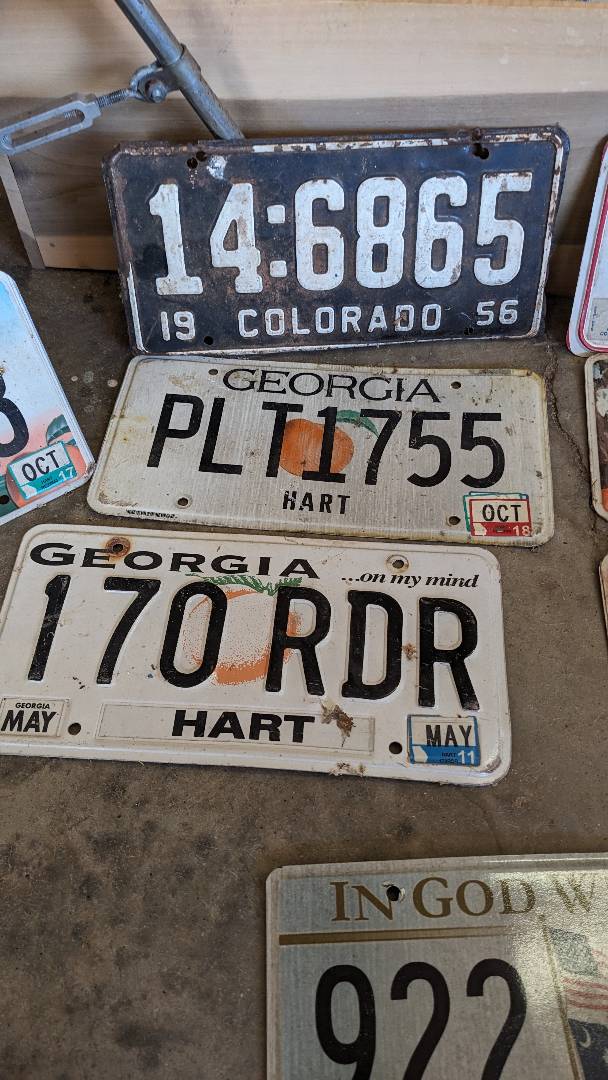 14:6865
19 COLORADO 56
GEORGIA
PLT1755
HART
OCT
18
8
OCT
17
GEORGIA ...on my mind
170 RDR
GEORGIA
MAY
HART
MAY
11
IN GOD W
922